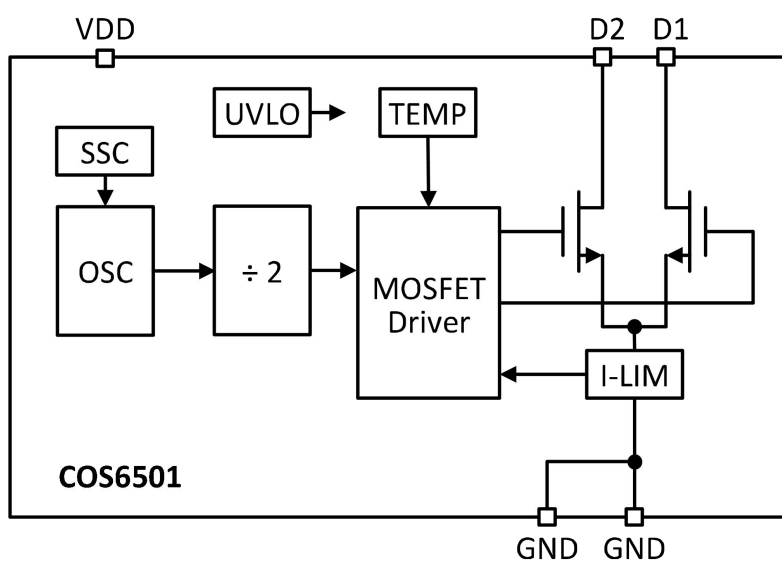 VDD
D2
D1
UVLO
TEMP
SSC
OSC
÷ 2
MOSFET
Driver
I-LIM
COS6501
GND
GND